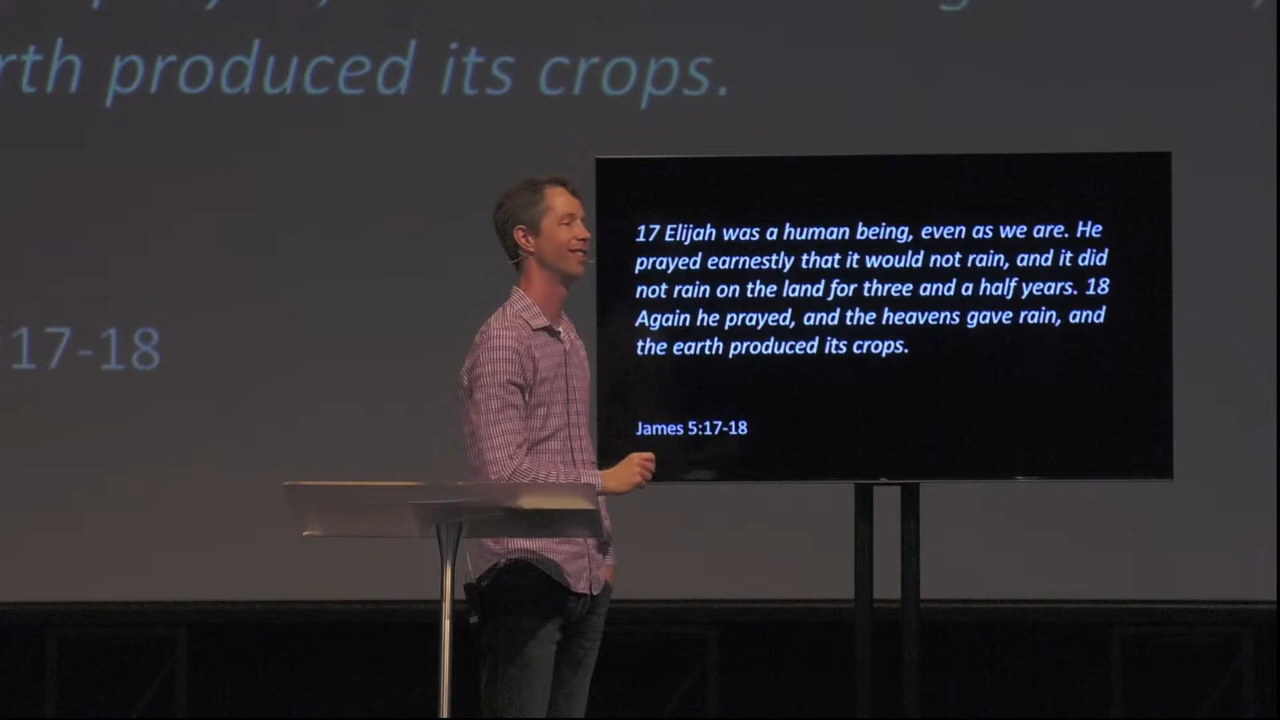 rth produced its crops.
:17-18
17 Elijah was a human being, even as we are. He
prayed earnestly that it would not rain, and it did
not rain on the land for three and a half years. 18
Again he prayed, and the heavens gave rain, and
the earth produced its crops.
James 5:17-18